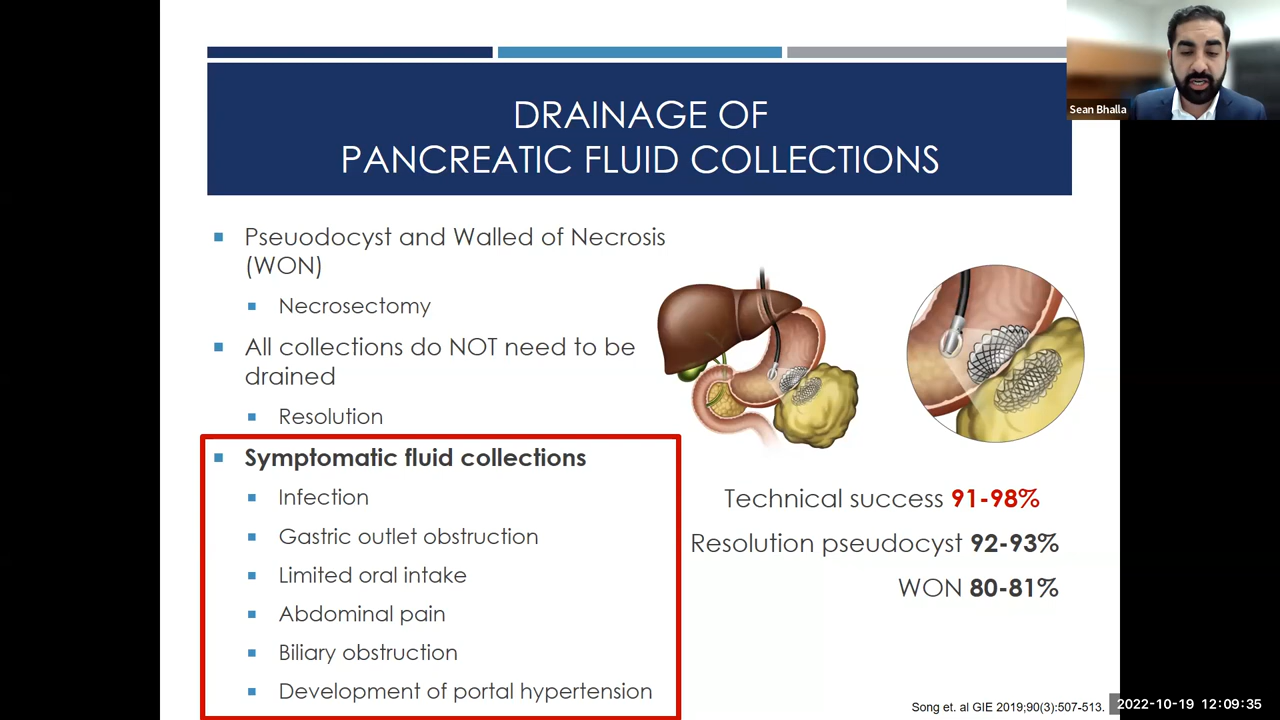 DRAINAGE OF
PANCREATIC FLUID COLLECTIONS
Sean Bhalla
Pseuodocyst and Walled of Necrosis
(WON)
Necrosectomy
All collections do NOT need to be
drained
Resolution
Symptomatic fluid collections
Infection
Gastric outlet obstruction
Limited oral intake
Abdominal pain
Biliary obstruction
Development of portal hypertension
Technical success 91-98%
Resolution pseudocyst 92-93%
WON 80-81%
Song et. al GIE 2019;90(3):507-513.
2022-10-19 12:09:35